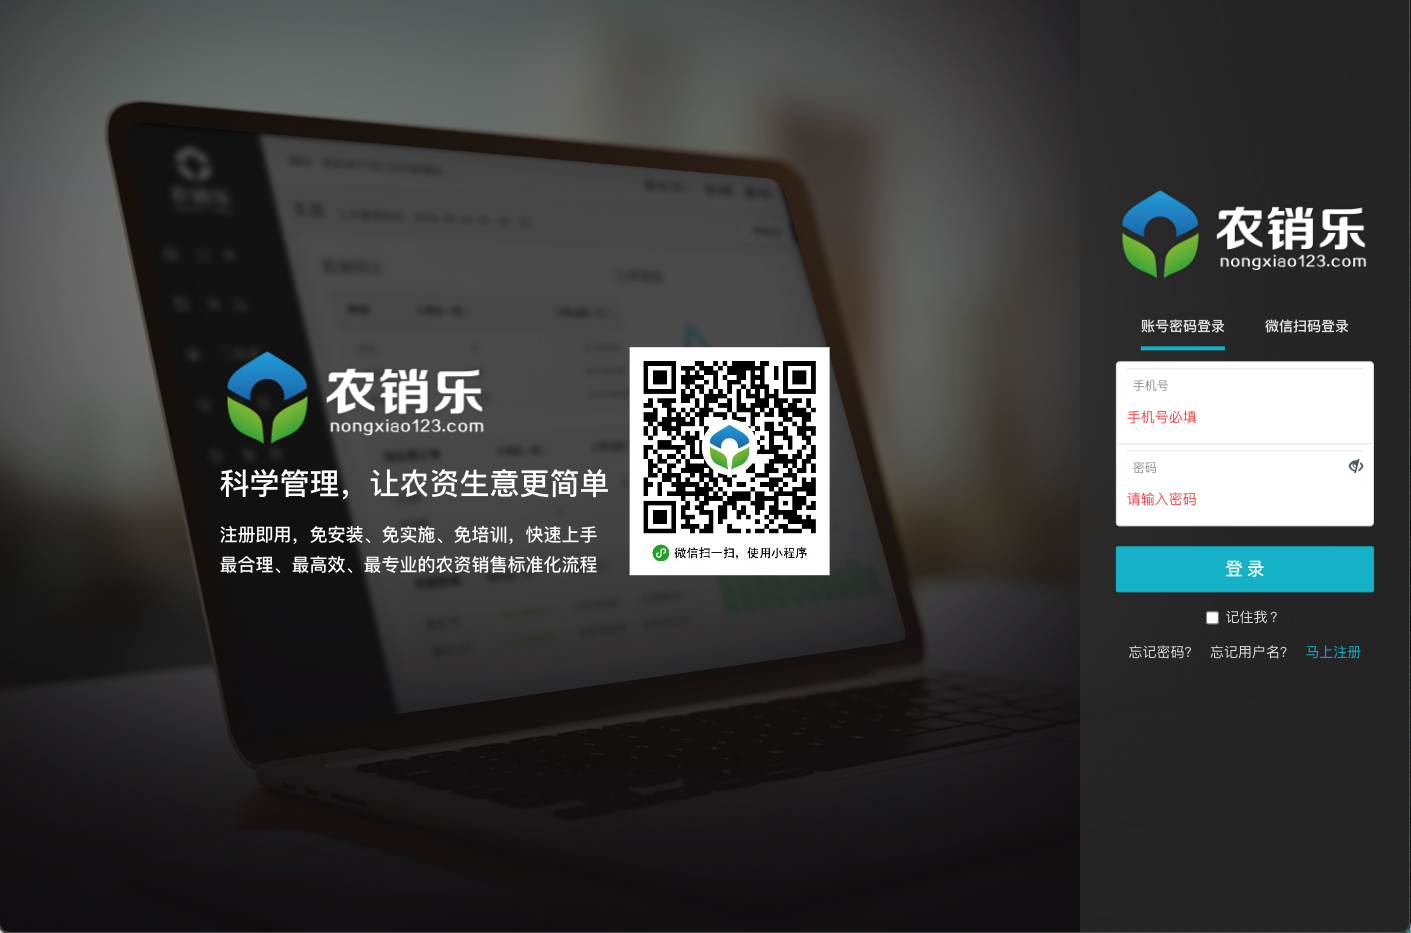 农销乐
nongxiao123.com
科学管理，让农资生意更简单
注册即用，免安装、免实施、免培训，快速上手
最合理、最高效、最专业的农资销售标准化流程
微信扫一扫，使用小程序
农销乐
nongxiao123.com
账号密码登录 微信扫码登录
手机号
手机号必填
密码
请输入密码
登 录
记住我？
忘记密码? 忘记用户名? 马上注册